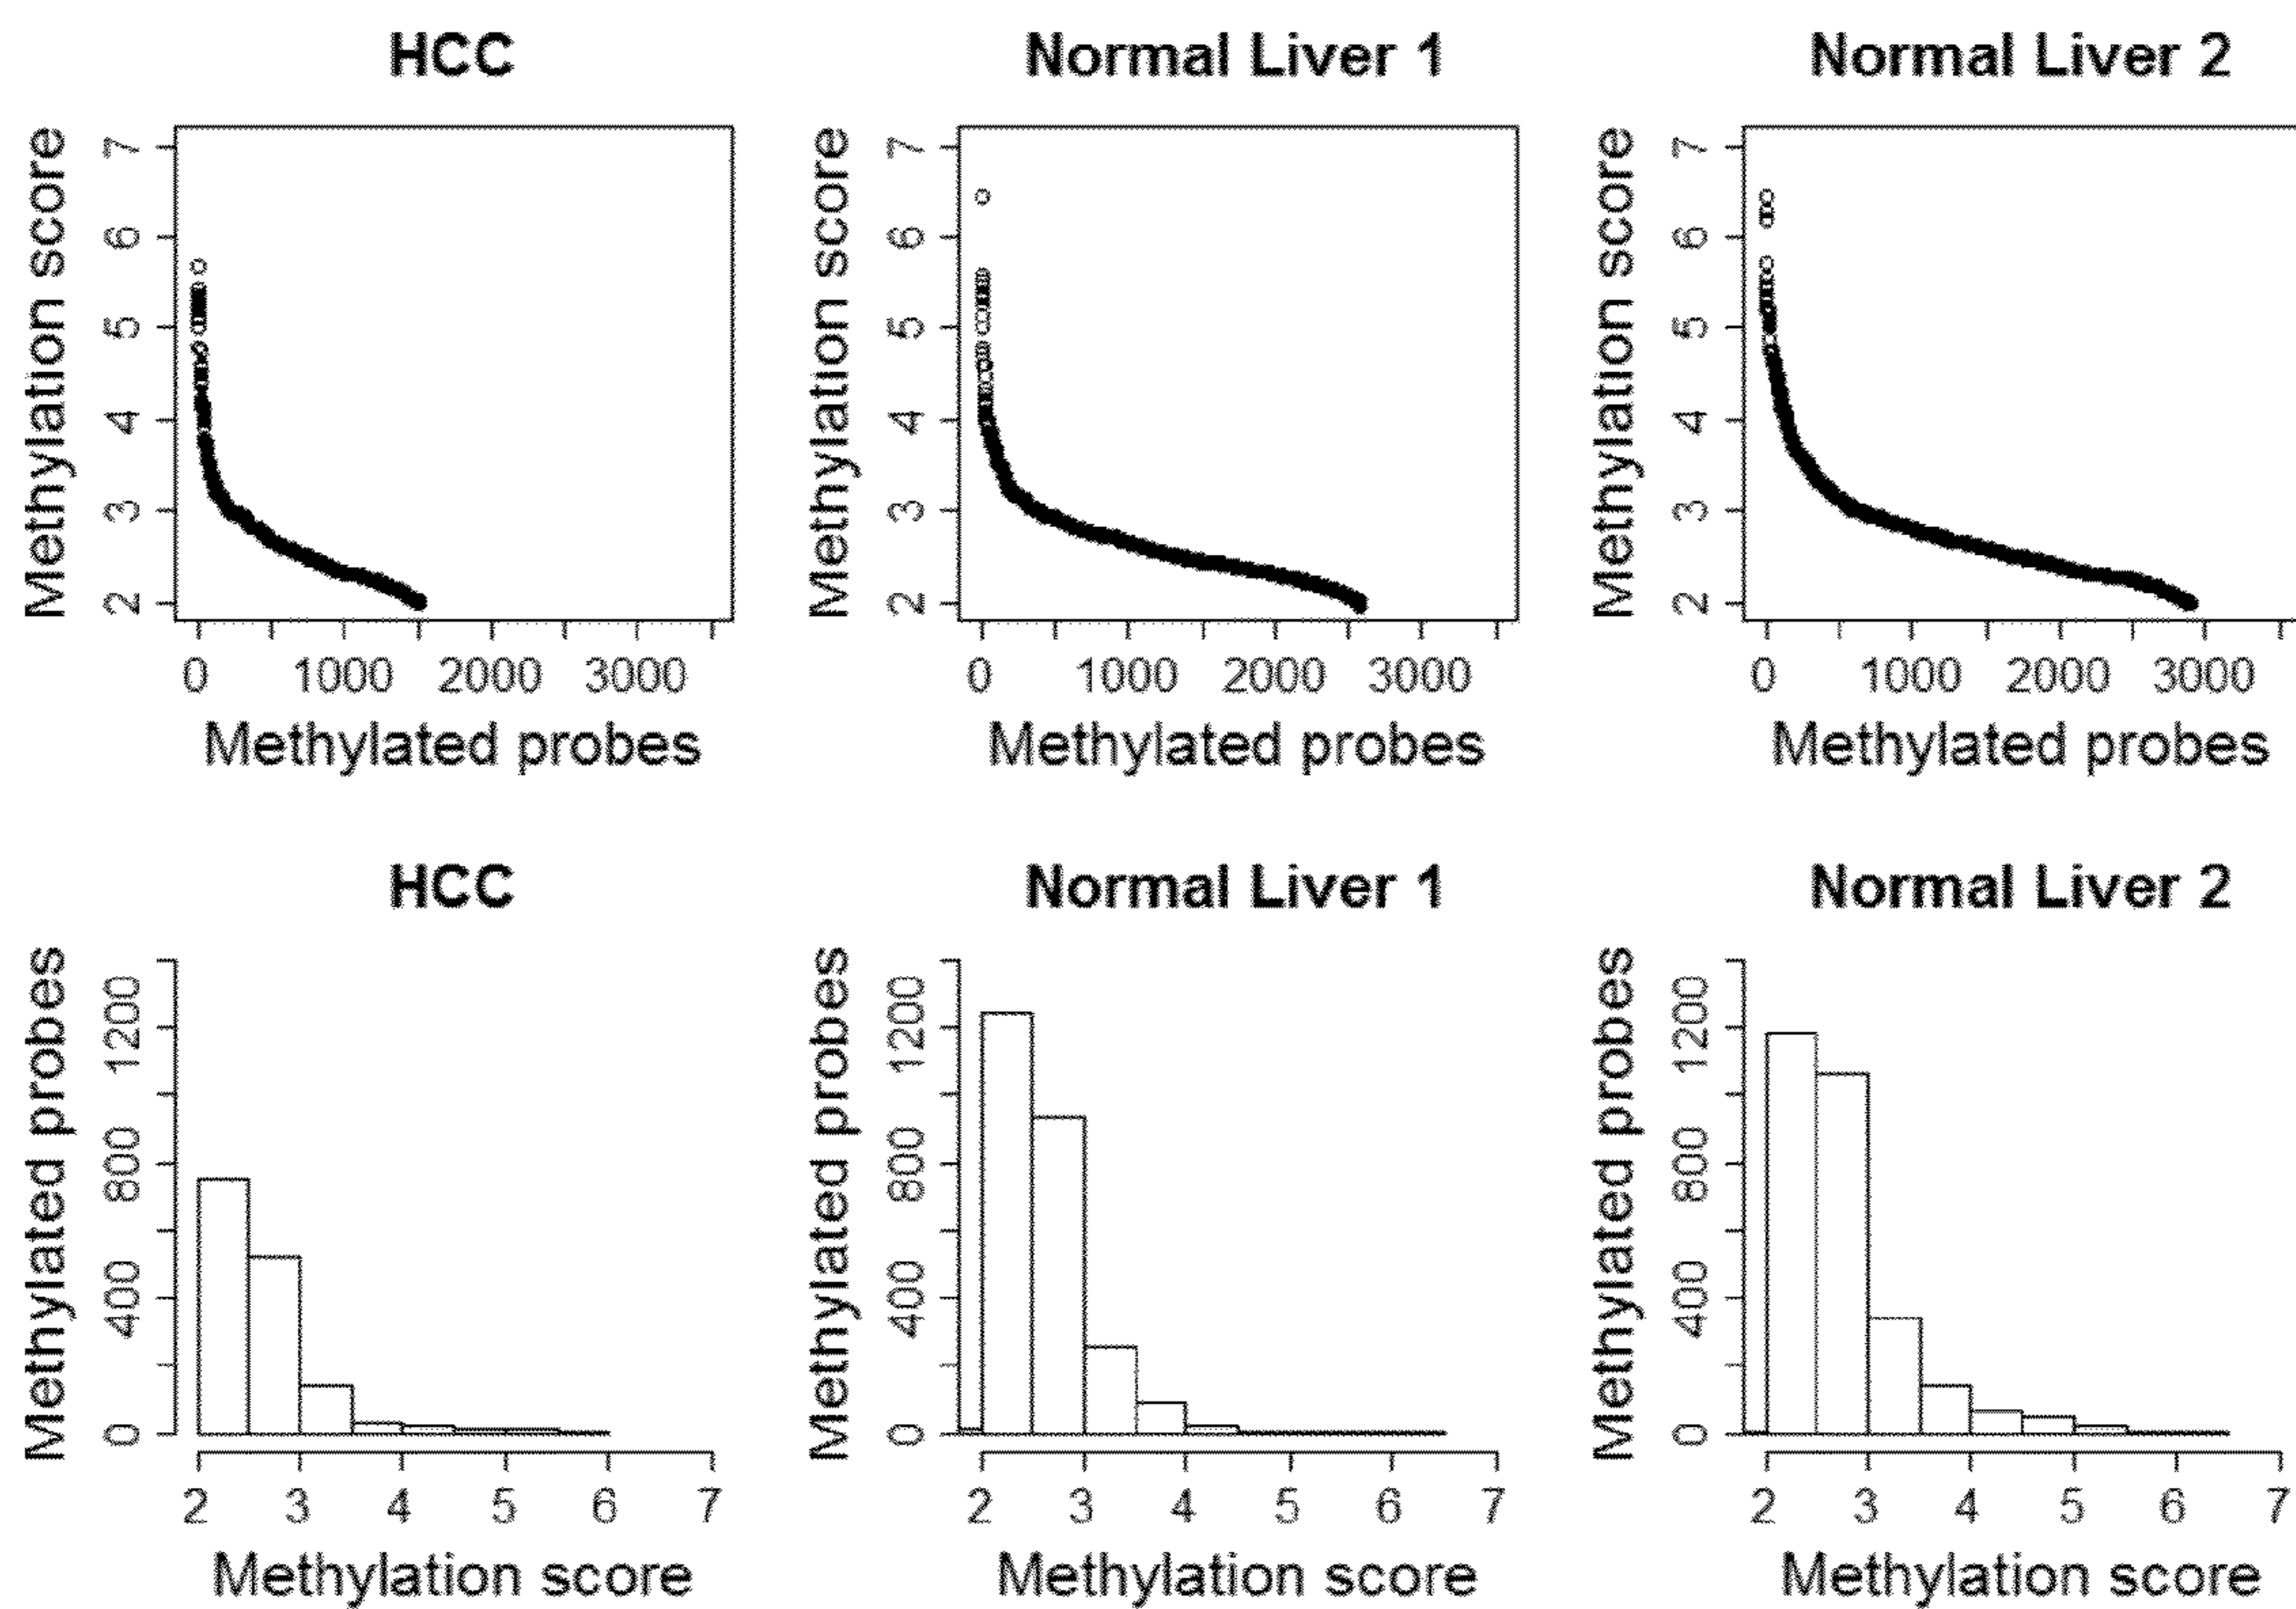 HCC Normal Liver 1 Normal Liver 2
Methylation score
7
6
5
4
3
2
0 1000 2000 3000
Methylated probes
Methylation score
7
6
5
4
3
2
0 1000 2000 3000
Methylated probes
Methylation score
7
6
5
4
3
2
0 1000 2000 3000
Methylated probes
HCC Normal Liver 1 Normal Liver 2
Methylated probes
1200
800
400
0
2 3 4 5 6 7
Methylation score
Methylated probes
1200
800
400
0
2 3 4 5 6 7
Methylation score
Methylated probes
1200
800
400
0
2 3 4 5 6 7
Methylation score